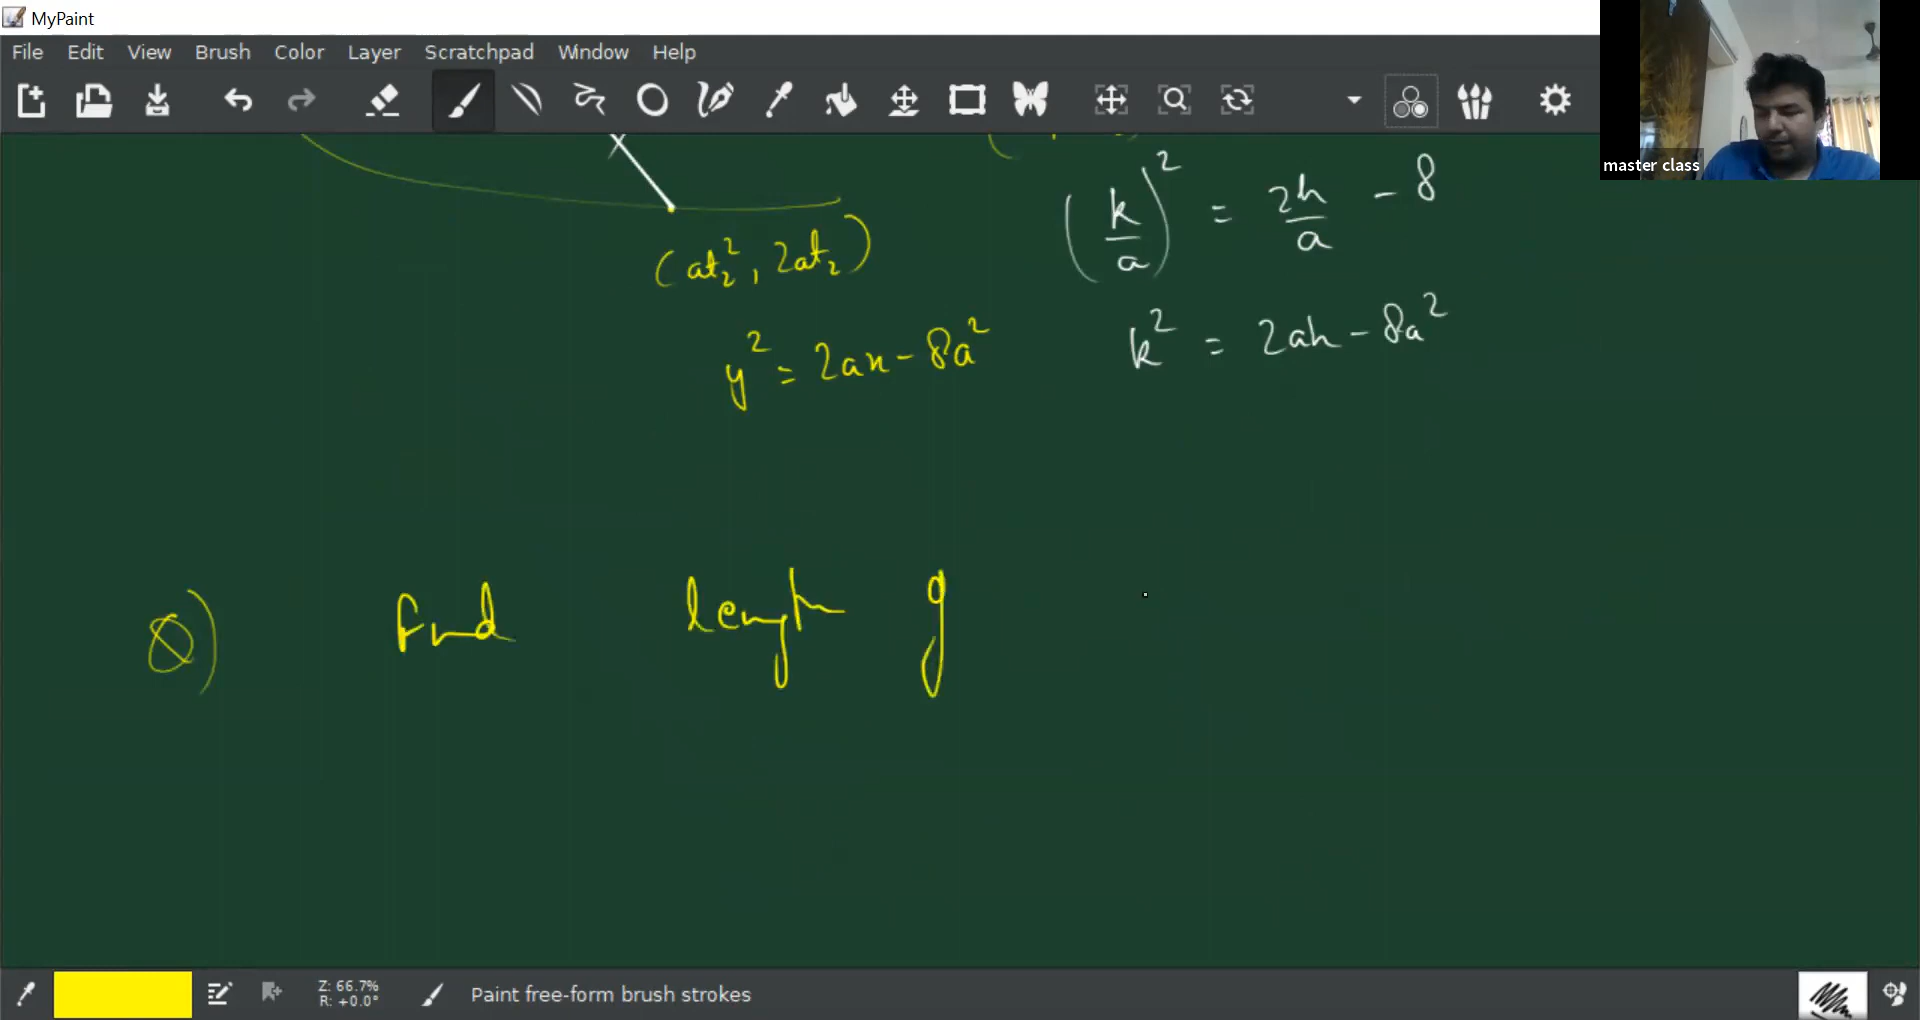 MyPaint
File Edit View Brush Color Layer Scratchpad Window Help
master class
(k/a)² = 2h/a - 8
(at₂², 2at₂)
k² = 2ah - 8a²
y² = 2ax - 8a²
Q) Find length of
Z: 66.7%
R: +0.0°
Paint free-form brush strokes